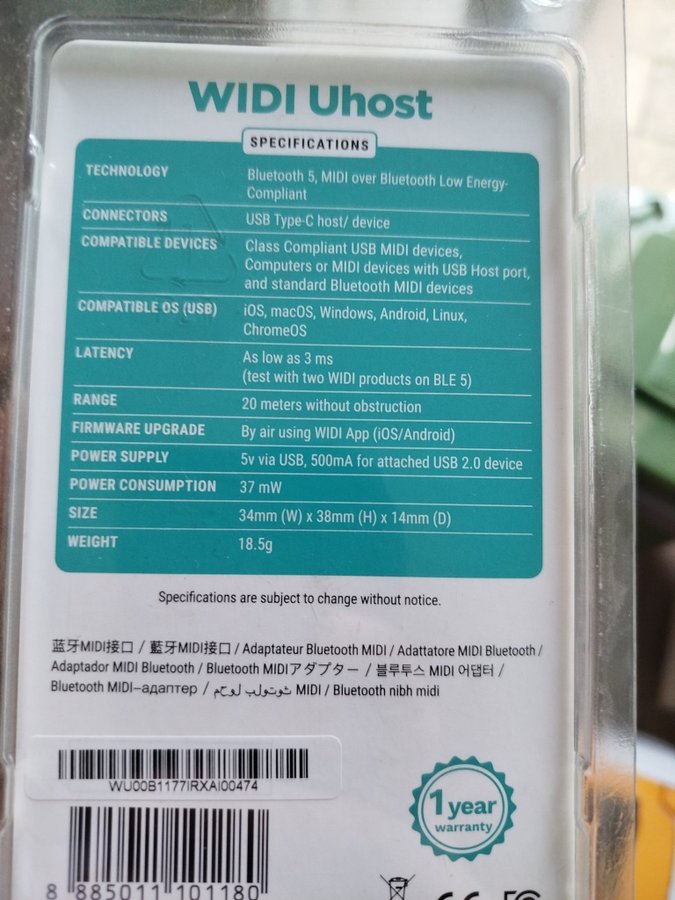 WIDI Uhost
SPECIFICATIONS
TECHNOLOGY
Bluetooth 5, MIDI over Bluetooth Low Energy-
Compliant
CONNECTORS
USB Type-C host/ device
COMPATIBLE DEVICES
Class Compliant USB MIDI devices,
Computers or MIDI devices with USB Host port,
and standard Bluetooth MIDI devices
COMPATIBLE OS (USB)
iOS, macOS, Windows, Android, Linux,
ChromeOS
LATENCY
As low as 3 ms
(test with two WIDI products on BLE 5)
RANGE
20 meters without obstruction
FIRMWARE UPGRADE
By air using WIDI App (iOS/Android)
POWER SUPPLY
5v via USB, 500mA for attached USB 2.0 device
POWER CONSUMPTION
37 mW
SIZE
34mm (W) x 38mm (H) x 14mm (D)
WEIGHT
18.5g
Specifications are subject to change without notice.
蓝牙MIDI接口 / 藍牙MIDI接口 / Adaptateur Bluetooth MIDI / Adattatore MIDI Bluetooth /
Adaptador MIDI Bluetooth / Bluetooth MIDIアダプター / 블루투스 MIDI 어댑터 /
Bluetooth MIDI–адаптер / محول بلوتوث MIDI / Bluetooth nibh midi
WU00B1177IRXAI00474
1 year
warranty
8 885011 101180